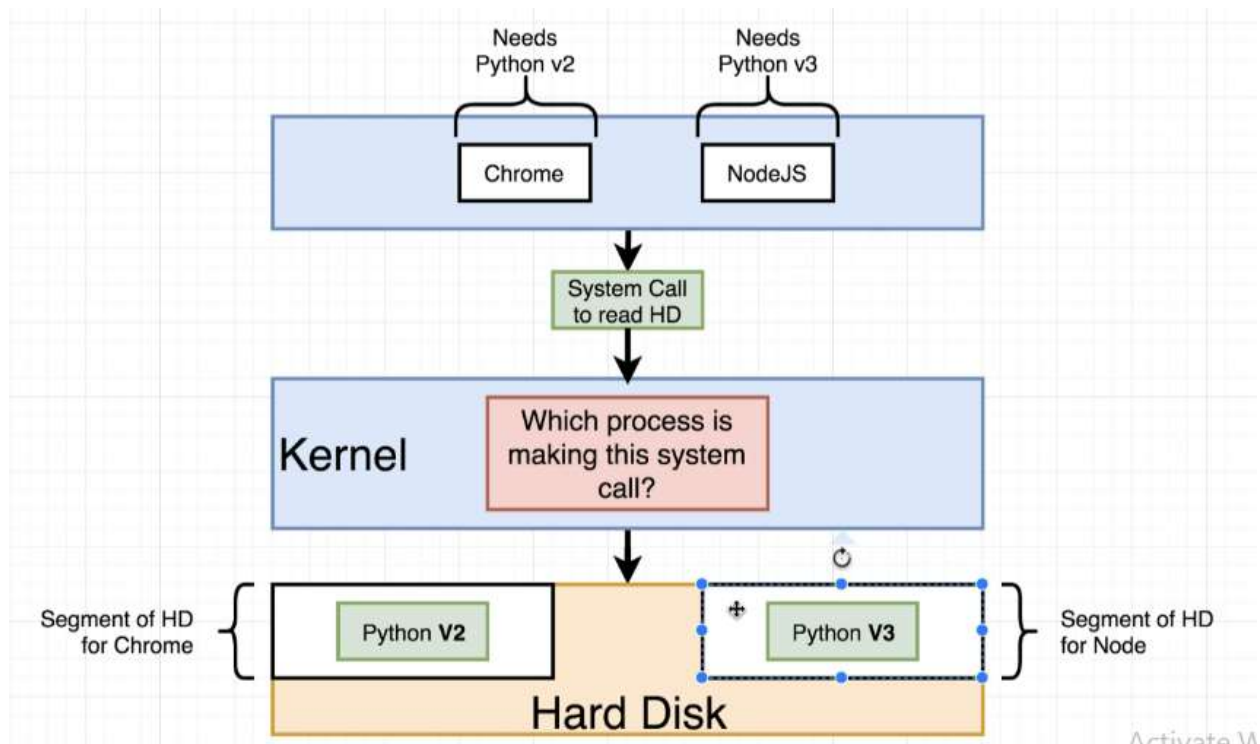 Needs
Python v2
Needs
Python v3
Chrome
NodeJS
System Call
to read HD
Kernel
Which process is
making this system
call?
Segment of HD
for Chrome
Python V2
Python V3
Segment of HD
for Node
Hard Disk
Activate W